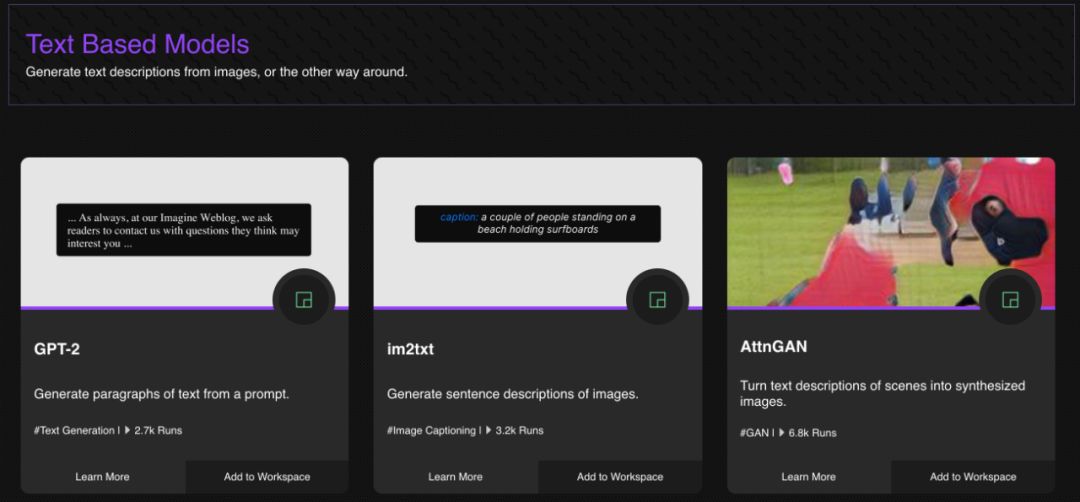 Text Based Models
Generate text descriptions from images, or the other way around.
... As always, at our Imagine Weblog, we ask
readers to contact us with questions they think may
interest you ...
GPT-2
Generate paragraphs of text from a prompt.
#Text Generation | 2.7k Runs
Learn More
Add to Workspace
caption: a couple of people standing on a
beach holding surfboards
im2txt
Generate sentence descriptions of images.
#Image Captioning | 3.2k Runs
Learn More
Add to Workspace
AttnGAN
Turn text descriptions of scenes into synthesized
images.
#GAN | 6.8k Runs
Learn More
Add to Workspace